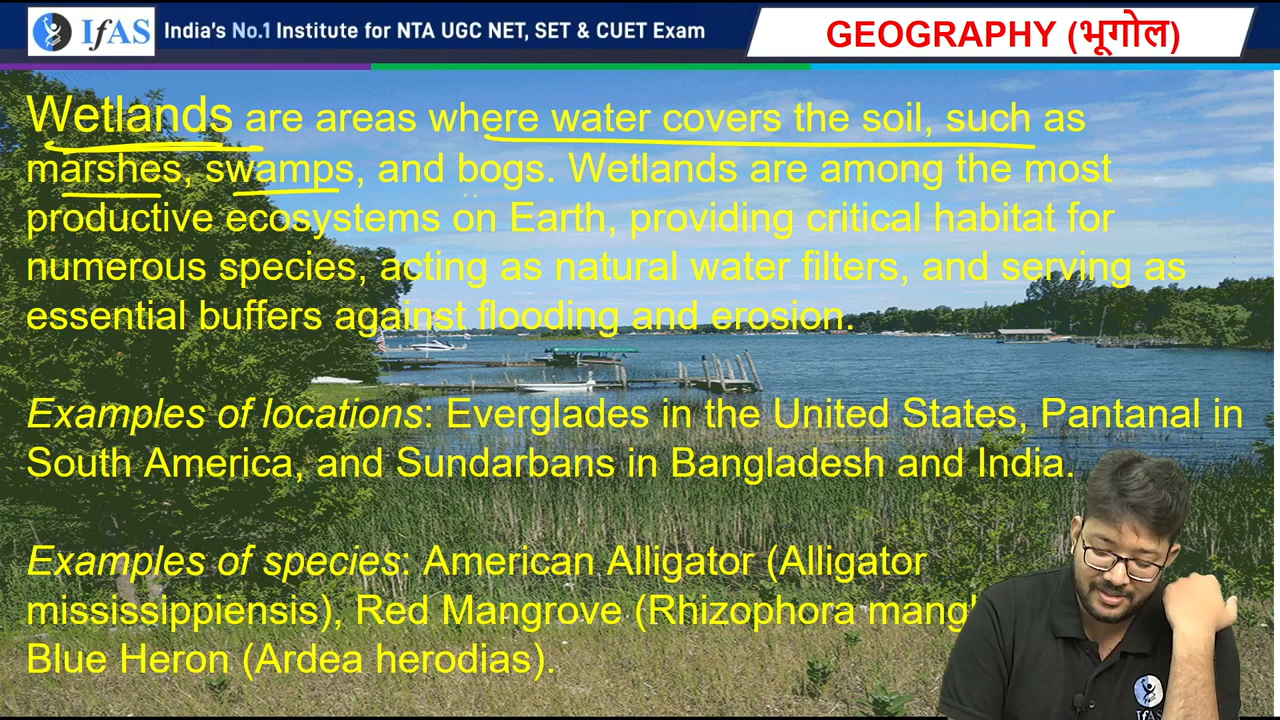 IfAS
India's No.1 Institute for NTA UGC NET, SET & CUET Exam
GEOGRAPHY (भूगोल)
Wetlands are areas where water covers the soil, such as
marshes, swamps, and bogs. Wetlands are among the most
productive ecosystems on Earth, providing critical habitat for
numerous species, acting as natural water filters, and serving as
essential buffers against flooding and erosion.
Examples of locations: Everglades in the United States, Pantanal in
South America, and Sundarbans in Bangladesh and India.
Examples of species: American Alligator (Alligator
mississippiensis), Red Mangrove (Rhizophora
Blue Heron (Ardea herodias).
IfAS